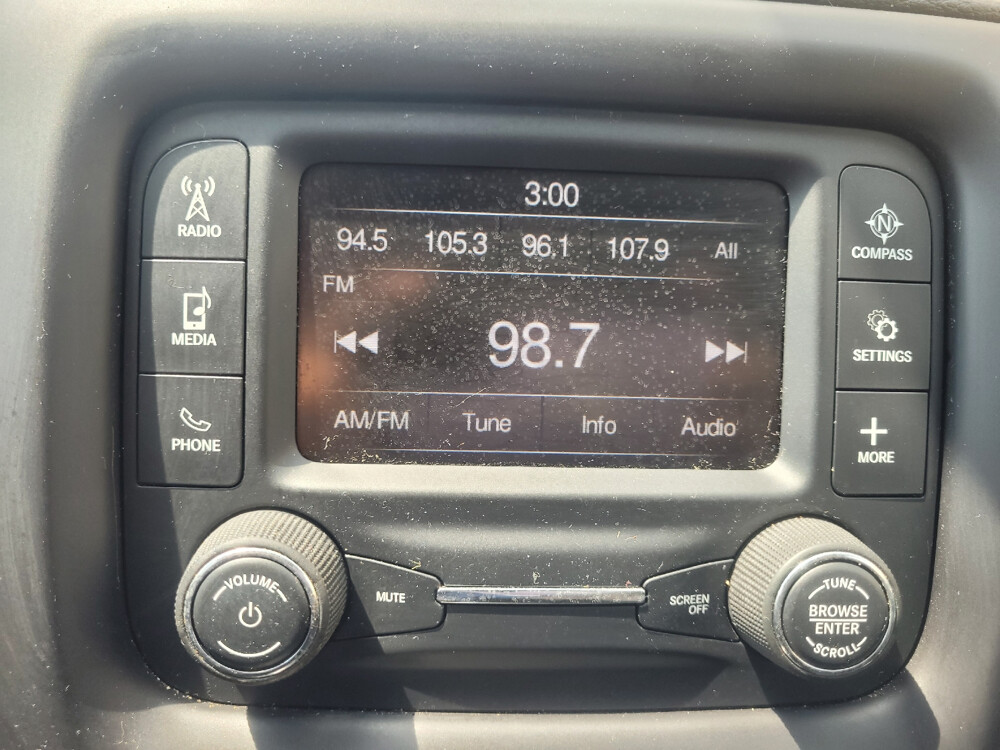 3:00
94.5 105.3 96.1 107.9 All
FM
98.7
AM/FM Tune Info Audio
RADIO
MEDIA
PHONE
N
COMPASS
SETTINGS
MORE
VOLUME
MUTE
SCREEN
OFF
TUNE
BROWSE
ENTER
SCROLL